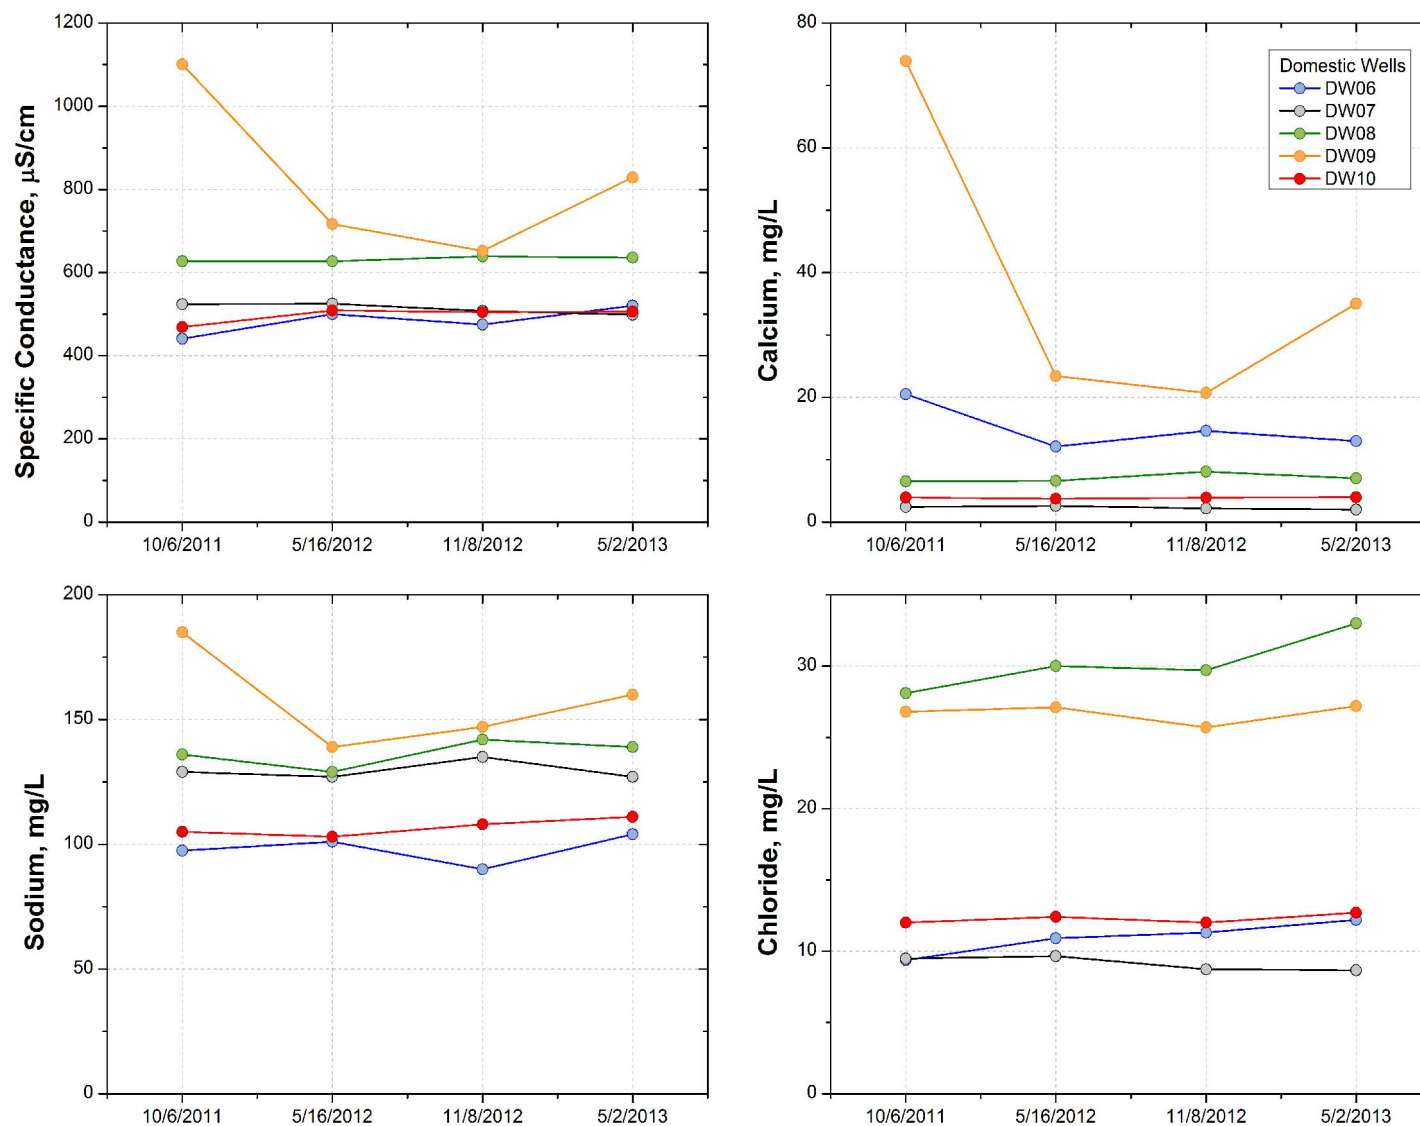 1200
1000
800
600
400
200
0
Specific Conductance, μS/cm
10/6/2011 5/16/2012 11/8/2012 5/2/2013
80
60
40
20
0
Calcium, mg/L
Domestic Wells
DW06
DW07
DW08
DW09
DW10
10/6/2011 5/16/2012 11/8/2012 5/2/2013
200
150
100
50
0
Sodium, mg/L
10/6/2011 5/16/2012 11/8/2012 5/2/2013
30
20
10
0
Chloride, mg/L
10/6/2011 5/16/2012 11/8/2012 5/2/2013